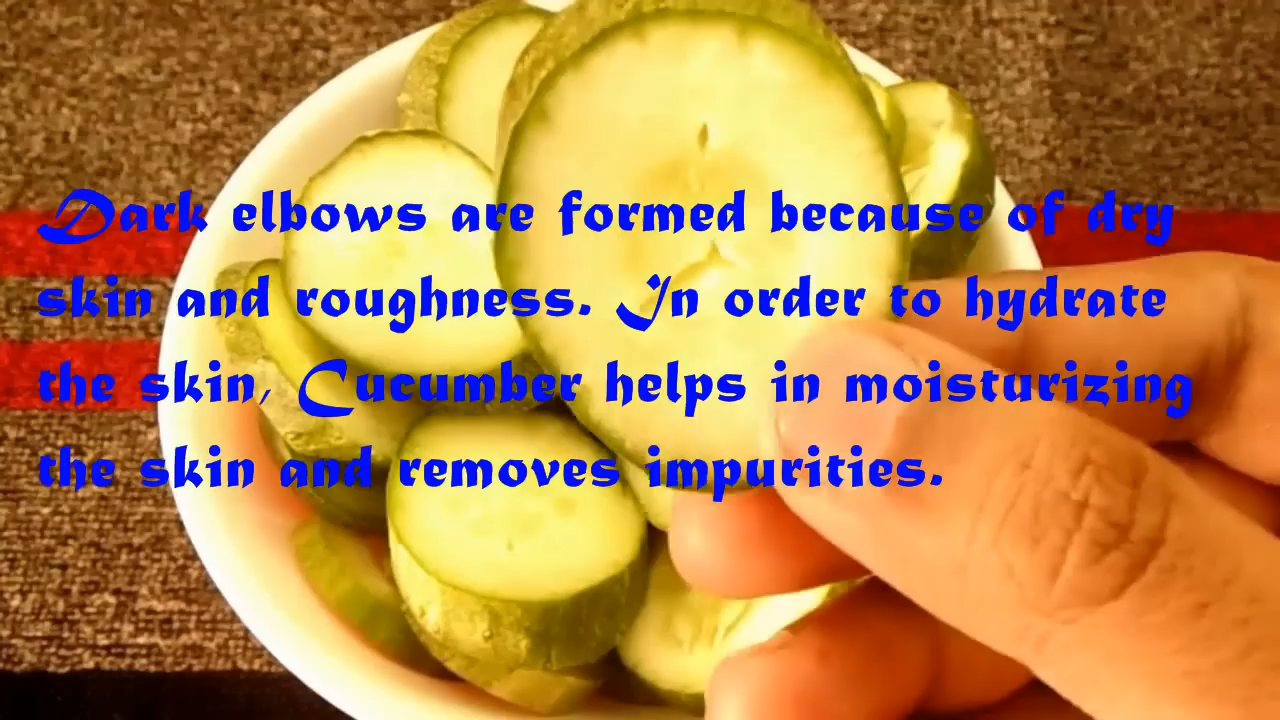 Dark elbows are formed because of dry
skin and roughness. In order to hydrate
the skin, Cucumber helps in moisturizing
the skin and removes impurities.